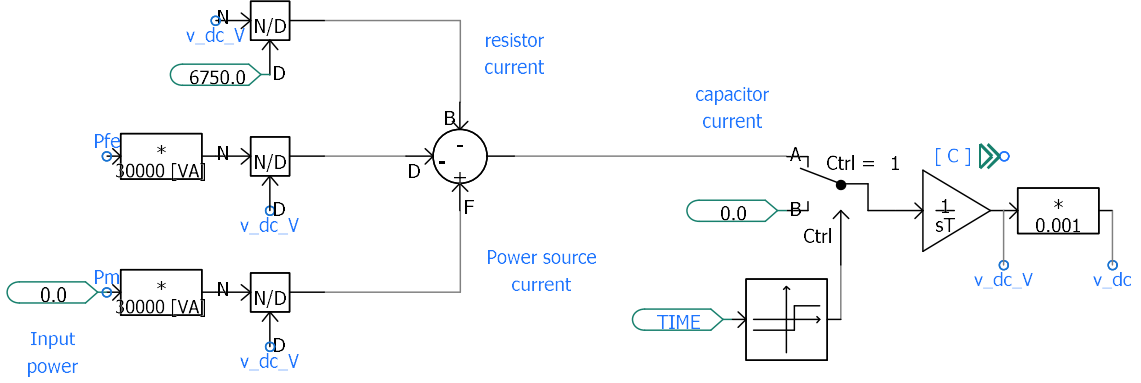 N
N/D
v_dc_V
6750.0
D
resistor
current
B
capacitor
current
Pfe
*
30000 [VA]
N
N/D
D
v_dc_V
-
-
+
D
F
A
Ctrl = 1
[ C ]
0.0
B
Ctrl
1
sT
*
0.001
v_dc_V
v_dc
Power source
current
0.0
Pm
*
30000 [VA]
N
N/D
D
v_dc_V
Input
power
TIME